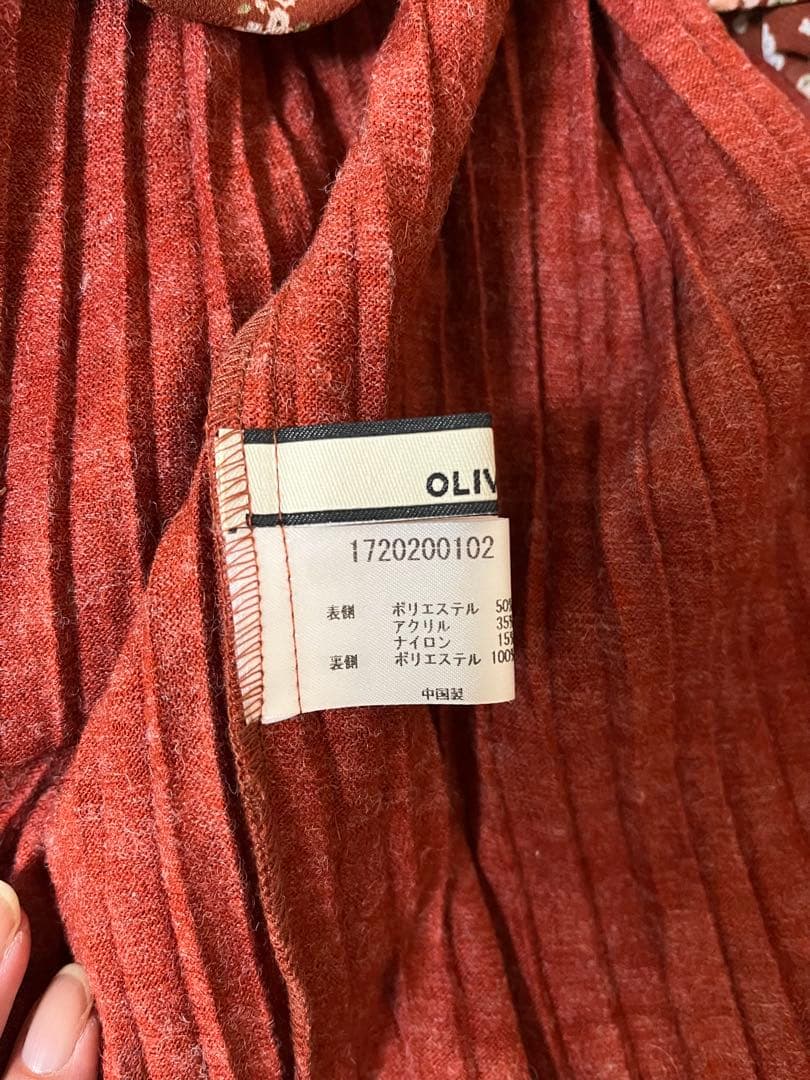 OLIV
1720200102
表側 ポリエステル 50%
アクリル 35%
ナイロン 15%
裏側 ポリエステル 100%
中国製